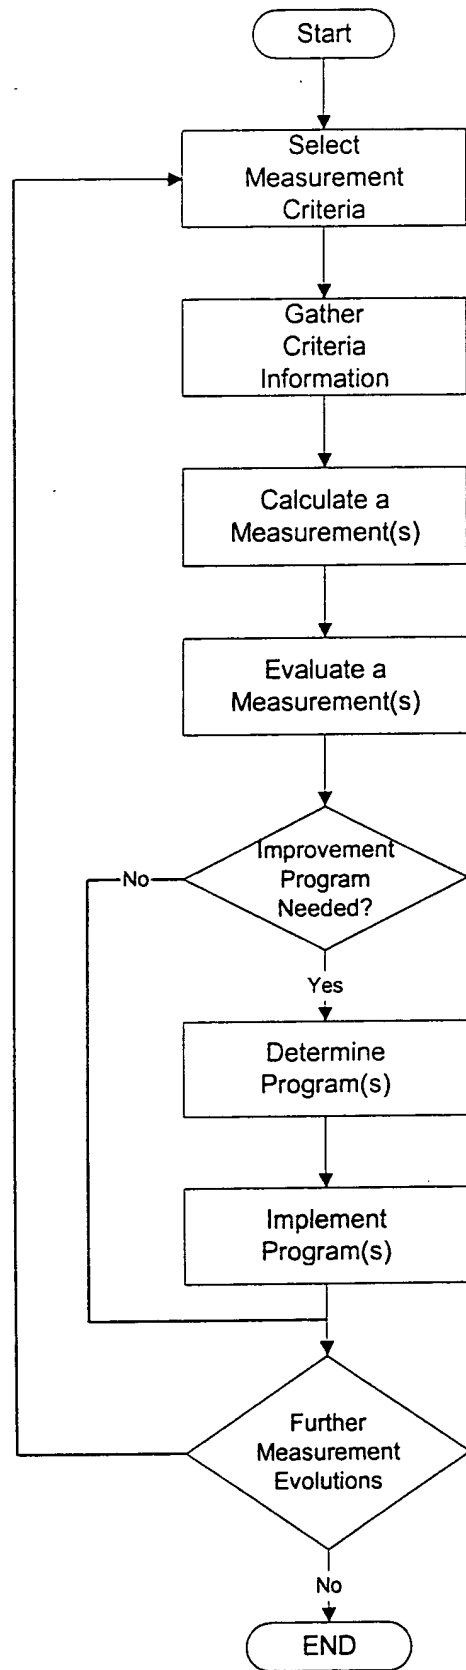 Start
Select
Measurement
Criteria
Gather
Criteria
Information
Calculate a
Measurement(s)
Evaluate a
Measurement(s)
Improvement
Program
Needed?
No
Yes
Determine
Program(s)
Implement
Program(s)
Further
Measurement
Evolutions
No
END